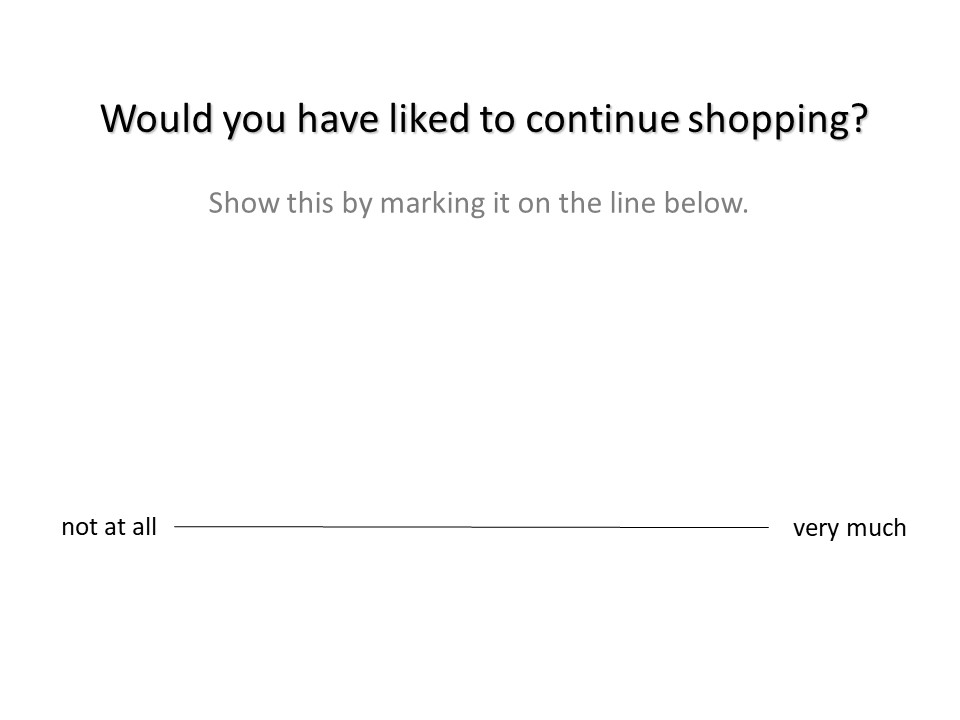 Would you have liked to continue shopping?
Show this by marking it on the line below.
not at all
very much